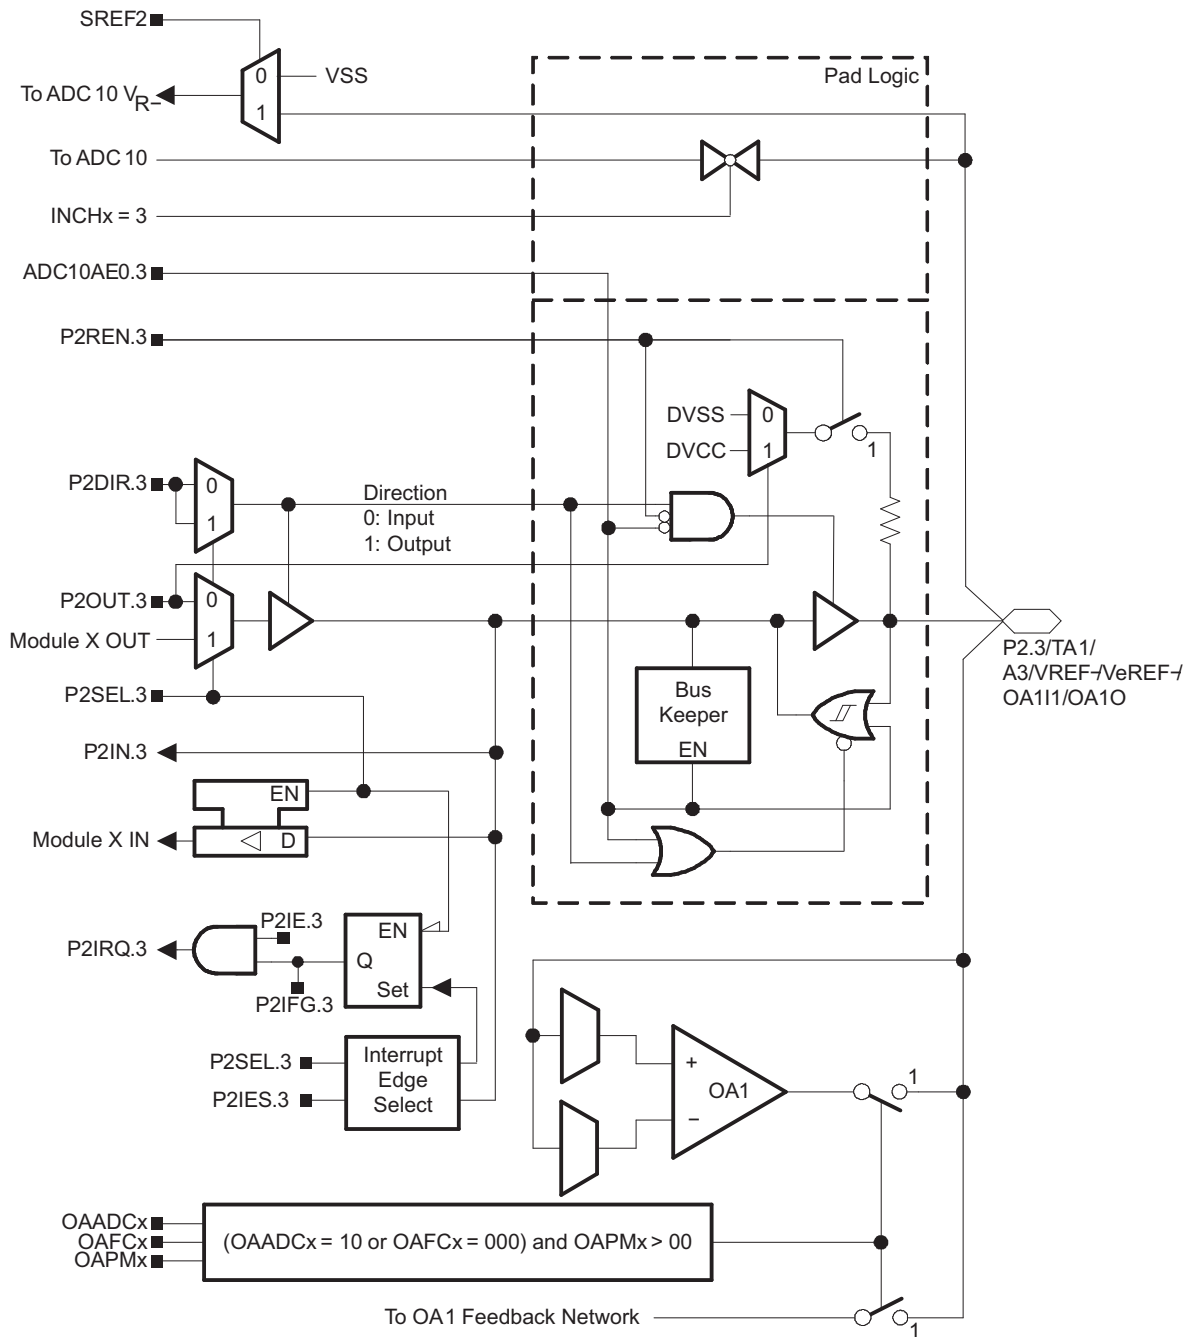 SREF2
0
VSS
Pad Logic
To ADC 10 VR–
1
To ADC 10
INCHx = 3
ADC10AE0.3
P2REN.3
DVSS
0
DVCC
1
1
P2DIR.3
0
1
Direction
0: Input
1: Output
P2OUT.3
0
Module X OUT
1
P2.3/TA1/
A3/VREF–/VeREF–/
OA1I1/OA1O
P2SEL.3
Bus
Keeper
EN
P2IN.3
EN
Module X IN
D
P2IE.3
P2IRQ.3
EN
Q
Set
P2IFG.3
P2SEL.3
P2IES.3
Interrupt
Edge
Select
+
OA1
–
1
OAADCx
OAFCx
OAPMx
(OAADCx = 10 or OAFCx = 000) and OAPMx > 00
To OA1 Feedback Network
1